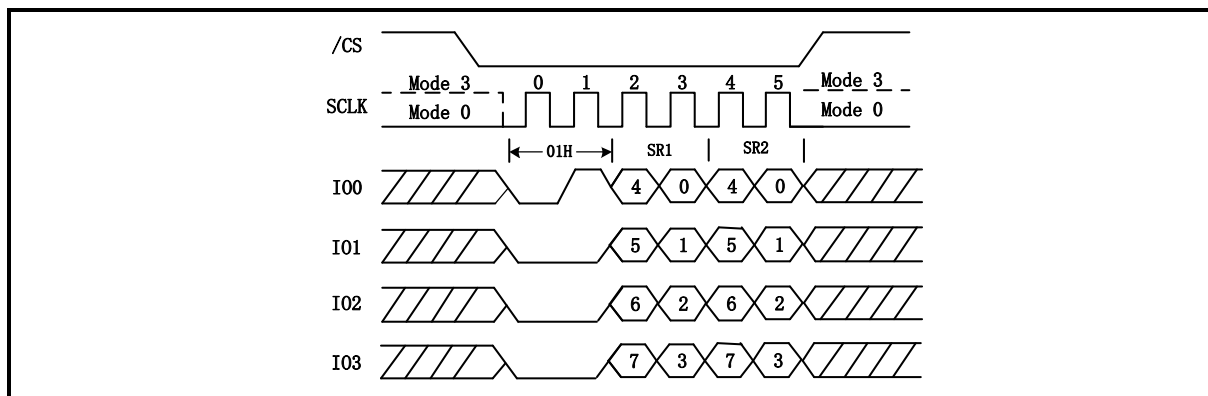 /CS
Mode 3 0 1 2 3 4 5 Mode 3
SCLK Mode 0 Mode 0
01H SR1 SR2
IO0 4 0 4 0
IO1 5 1 5 1
IO2 6 2 6 2
IO3 7 3 7 3